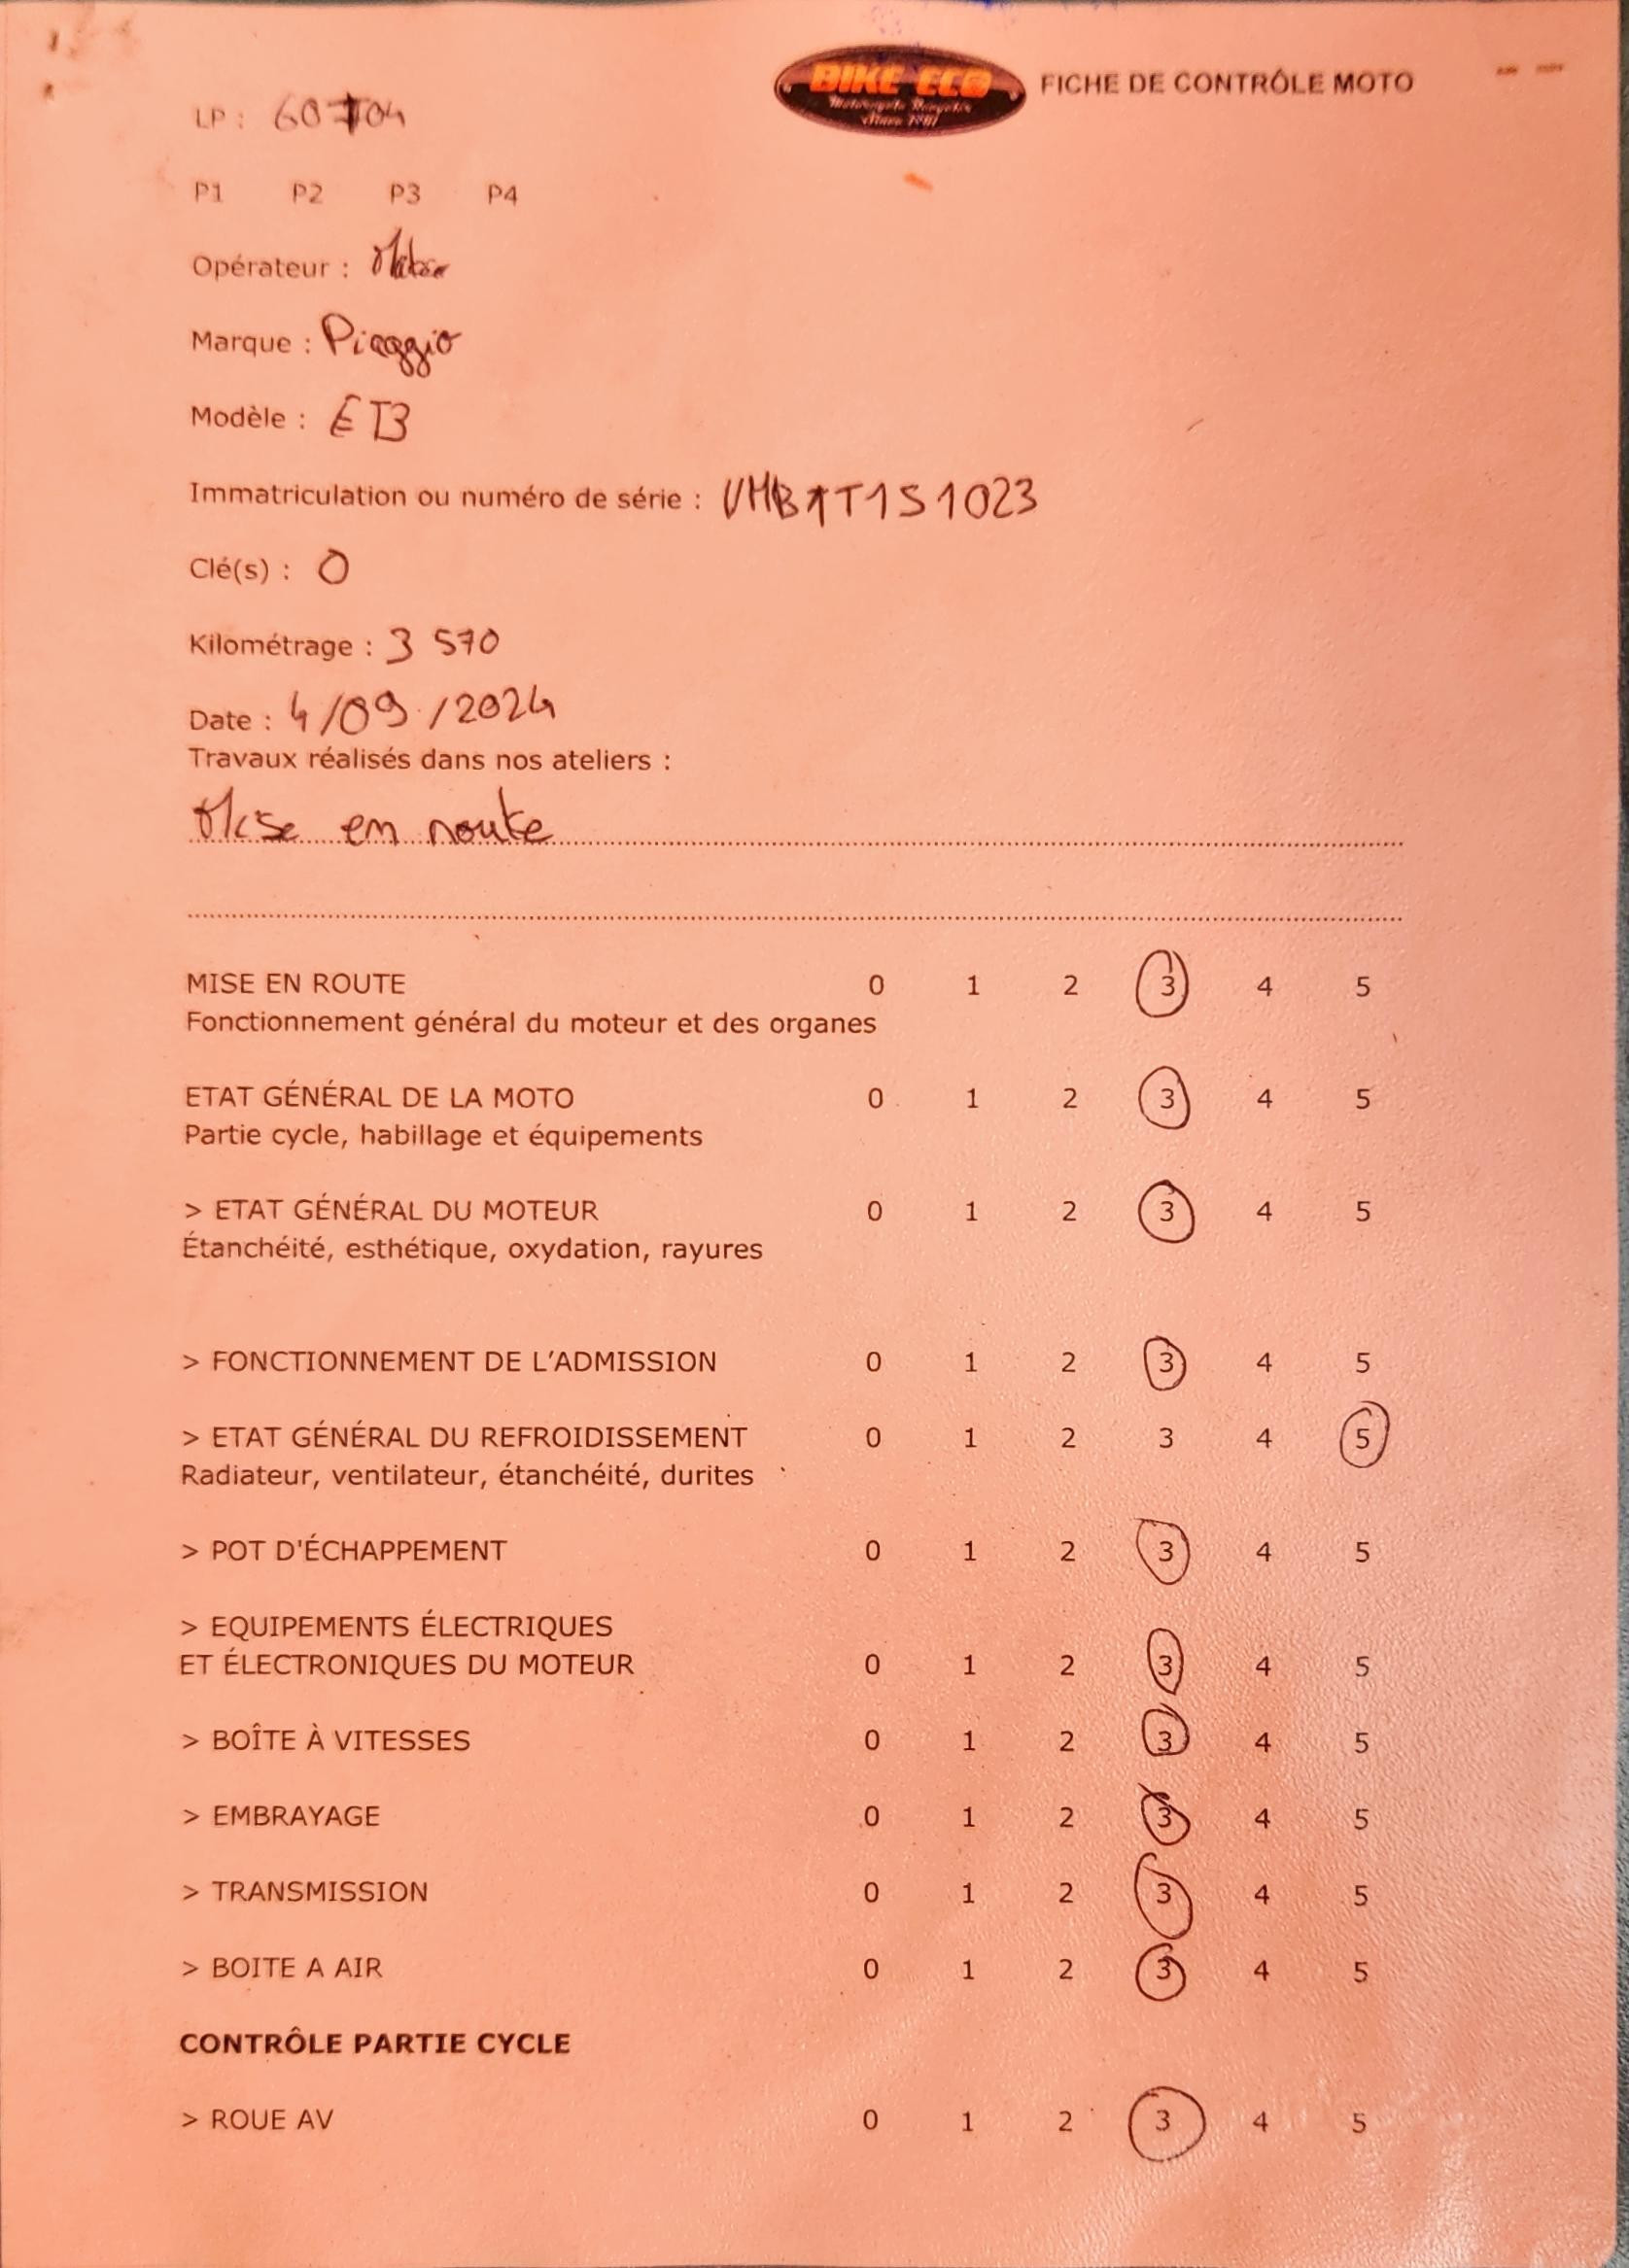 BIKE ECO
Motorcycle Recycler
Since 1987
FICHE DE CONTRÔLE MOTO
LP : 60704
P1 P2 P3 P4
Opérateur :
Marque : Piaggio
Modèle :
Immatriculation ou numéro de série : VMB1T1S1023
Clé(s) : 0
Kilométrage : 3 570
Date : 4/09/2024
Travaux réalisés dans nos ateliers :
Mise en route
MISE EN ROUTE 0 1 2 3 4 5
Fonctionnement général du moteur et des organes
ETAT GÉNÉRAL DE LA MOTO 0 1 2 3 4 5
Partie cycle, habillage et équipements
> ETAT GÉNÉRAL DU MOTEUR 0 1 2 3 4 5
Étanchéité, esthétique, oxydation, rayures
> FONCTIONNEMENT DE L'ADMISSION 0 1 2 3 4 5
> ETAT GÉNÉRAL DU REFROIDISSEMENT 0 1 2 3 4 5
Radiateur, ventilateur, étanchéité, durites
> POT D'ÉCHAPPEMENT 0 1 2 3 4 5
> EQUIPEMENTS ÉLECTRIQUES
ET ÉLECTRONIQUES DU MOTEUR 0 1 2 3 4 5
> BOÎTE À VITESSES 0 1 2 3 4 5
> EMBRAYAGE 0 1 2 3 4 5
> TRANSMISSION 0 1 2 3 4 5
> BOITE A AIR 0 1 2 3 4 5
CONTRÔLE PARTIE CYCLE
> ROUE AV 0 1 2 3 4 5